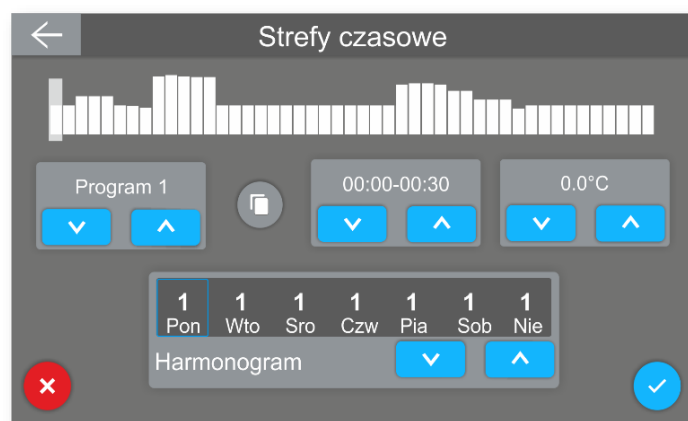 Strefy czasowe
Program 1
00:00-00:30
0.0°C
1 1 1 1 1 1 1
Pon Wto Sro Czw Pia Sob Nie
Harmonogram